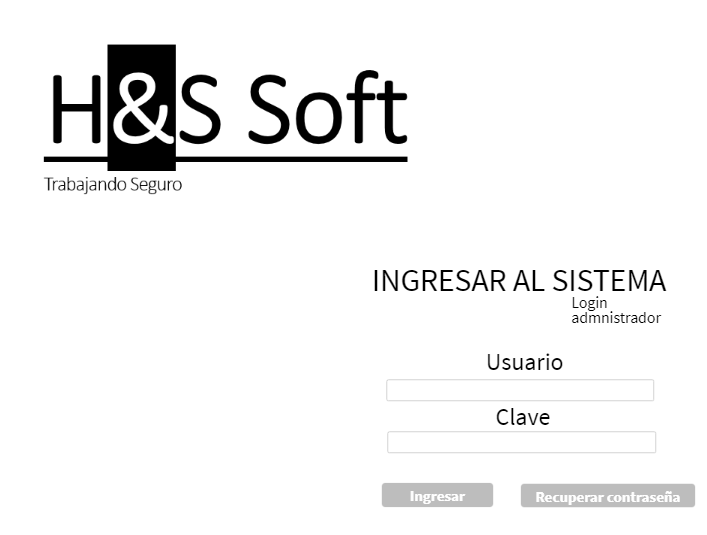 H&S Soft
Trabajando Seguro
INGRESAR AL SISTEMA
Login
admnistrador
Usuario
Clave
Ingresar
Recuperar contraseña